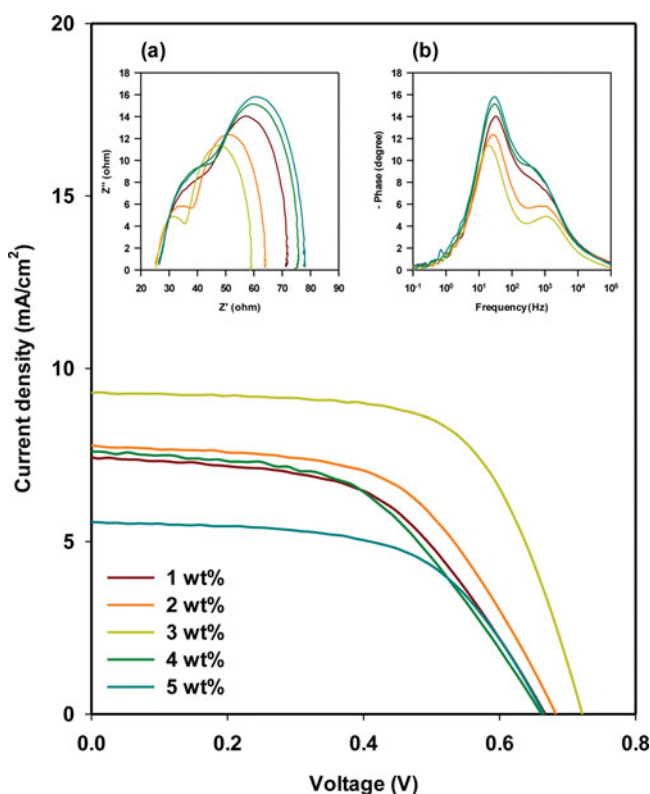 20
15
10
5
0
Current density (mA/cm²)
0.0 0.2 0.4 0.6 0.8
Voltage (V)
(a)
18
16
14
12
10
8
6
4
2
0
Z'' (ohm)
20 30 40 50 60 70 80 90
Z' (ohm)
(b)
18
16
14
12
10
8
6
4
2
0
- Phase (degree)
10⁻¹ 10⁰ 10¹ 10² 10³ 10⁴ 10⁵
Frequency (Hz)
1 wt%
2 wt%
3 wt%
4 wt%
5 wt%